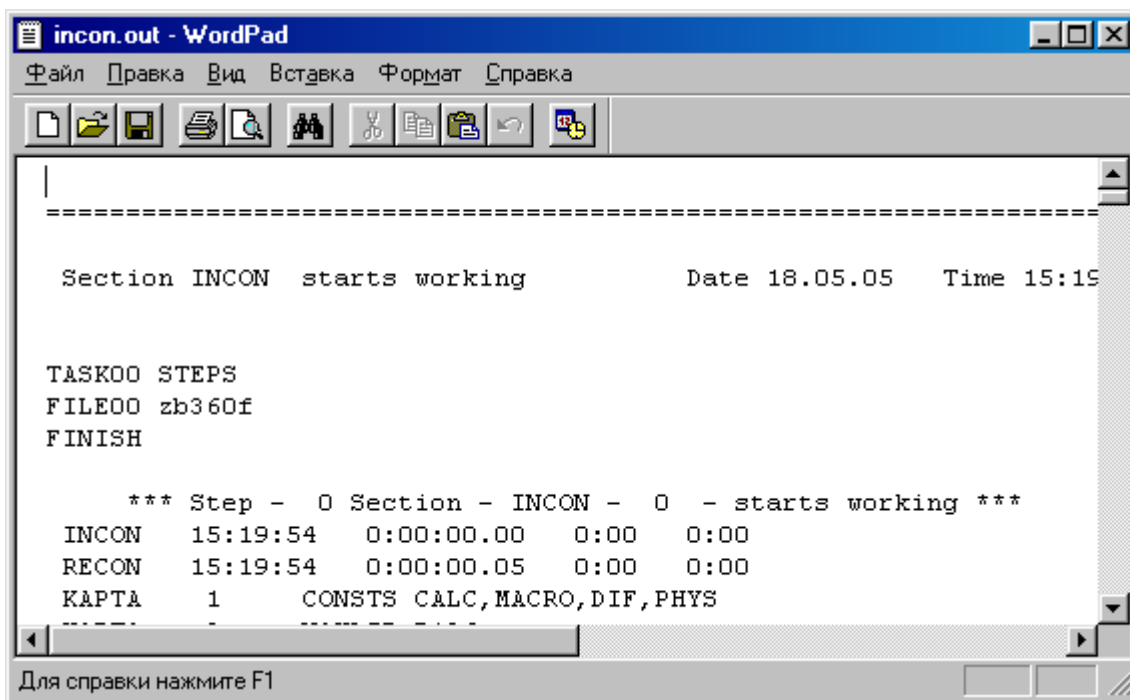 incon.out - WordPad
Файл Правка Вид Вставка Формат Справка
================================================================
Section INCON starts working Date 18.05.05 Time 15:19
TASK00 STEPS
FILE00 zb360f
FINISH
*** Step - 0 Section - INCON - 0 - starts working ***
INCON 15:19:54 0:00:00.00 0:00 0:00
RECON 15:19:54 0:00:00.05 0:00 0:00
KAPTA 1 CONSTS CALC,MACRO,DIF,PHYS
Для справки нажмите F1